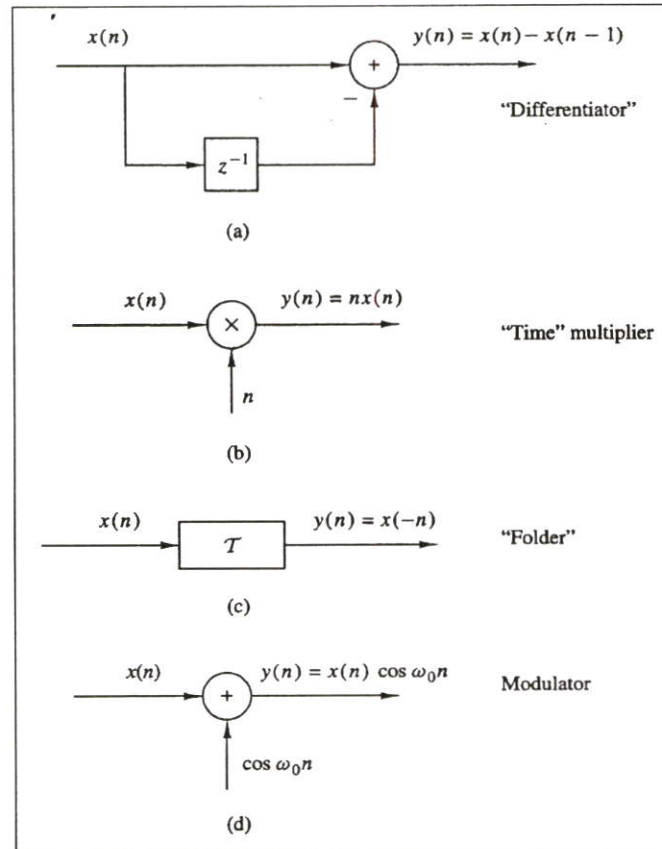 x(n)
y(n) = x(n) − x(n − 1)
+
−
"Differentiator"
z⁻¹
(a)
x(n)
y(n) = nx(n)
×
"Time" multiplier
n
(b)
x(n)
y(n) = x(−n)
𝒯
"Folder"
(c)
x(n)
y(n) = x(n) cos ω₀n
+
Modulator
cos ω₀n
(d)